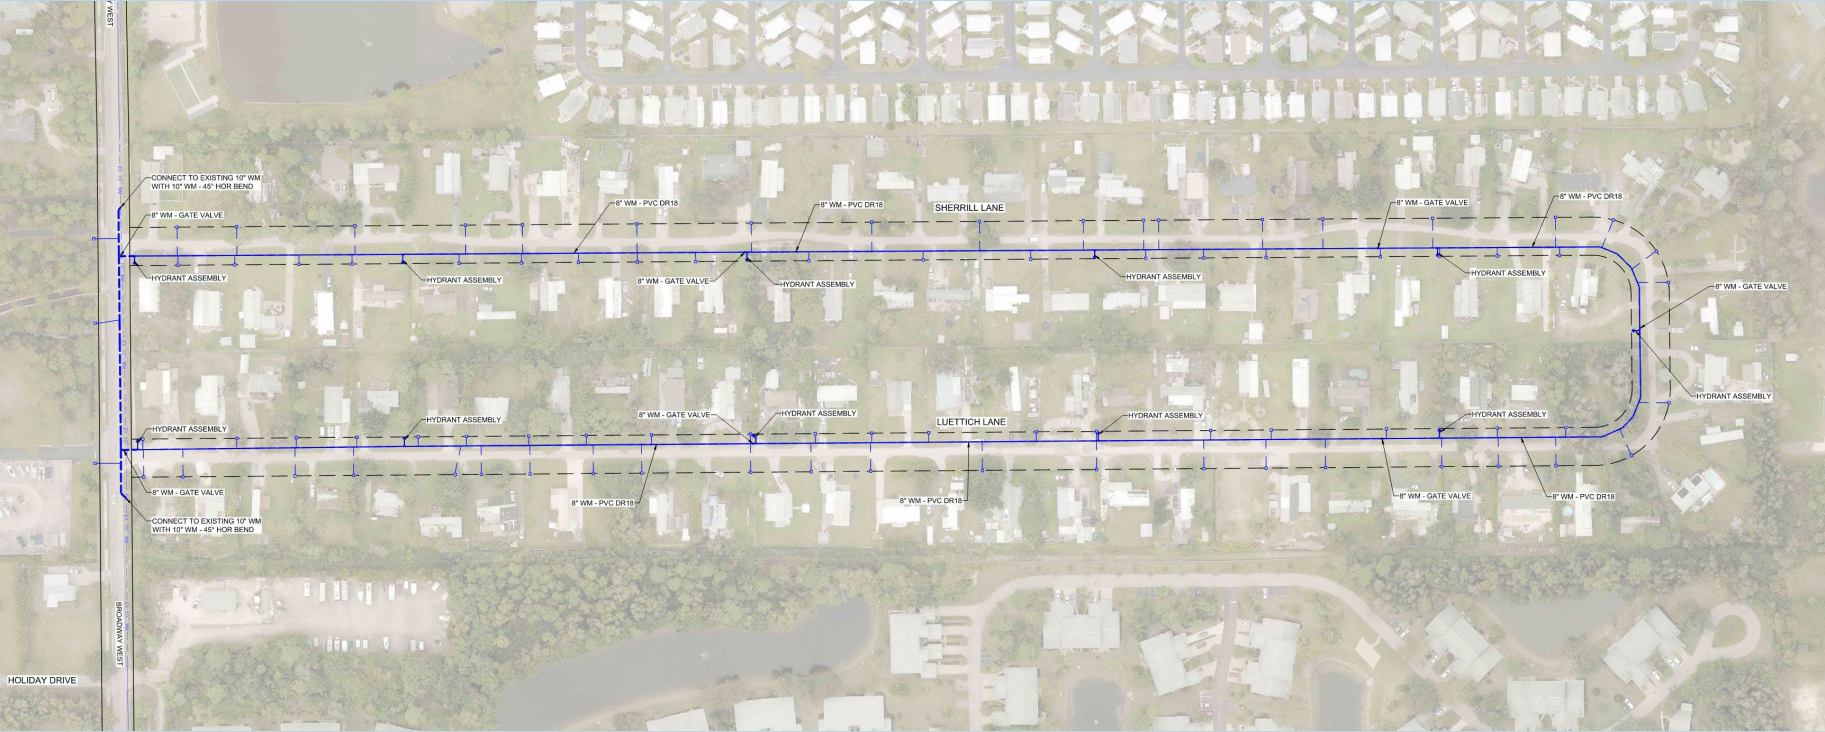 Y WEST
CONNECT TO EXISTING 10" WM
WITH 10" WM - 45° HOR BEND
8" WM - GATE VALVE
8" WM - PVC DR18
8" WM - PVC DR18
SHERRILL LANE
8" WM - GATE VALVE
8" WM - PVC DR18
HYDRANT ASSEMBLY
HYDRANT ASSEMBLY
8" WM - GATE VALVE
HYDRANT ASSEMBLY
HYDRANT ASSEMBLY
HYDRANT ASSEMBLY
8" WM - GATE VALVE
HYDRANT ASSEMBLY
HYDRANT ASSEMBLY
HYDRANT ASSEMBLY
8" WM - GATE VALVE
HYDRANT ASSEMBLY
LUETTICH LANE
HYDRANT ASSEMBLY
HYDRANT ASSEMBLY
8" WM - GATE VALVE
8" WM - PVC DR18
8" WM - PVC DR18
8" WM - GATE VALVE
8" WM - PVC DR18
CONNECT TO EXISTING 10" WM
WITH 10" WM - 45° HOR BEND
BROADWAY WEST
HOLIDAY DRIVE